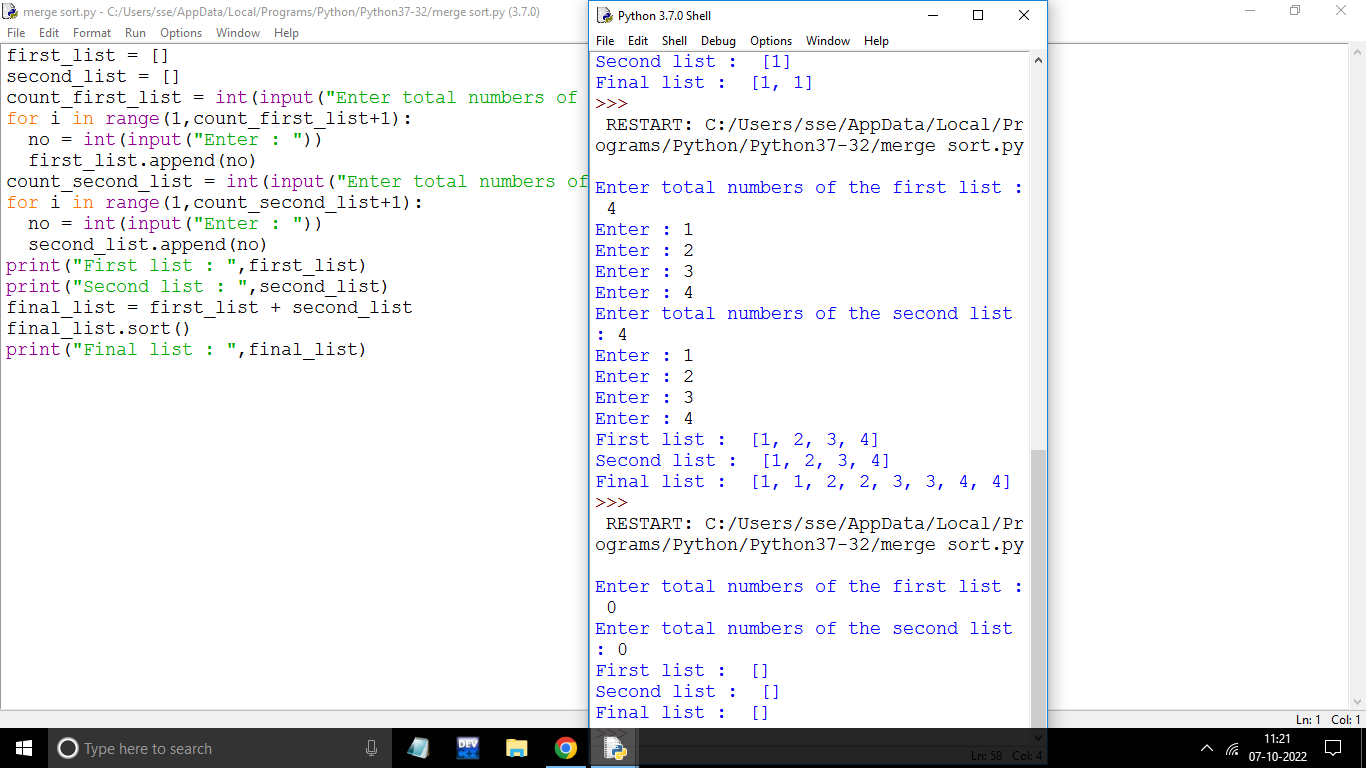 merge sort.py - C:/Users/sse/AppData/Local/Programs/Python/Python37-32/merge sort.py (3.7.0)
File Edit Format Run Options Window Help
first_list = []
second_list = []
count_first_list = int(input("Enter total numbers of
for i in range(1,count_first_list+1):
  no = int(input("Enter : "))
  first_list.append(no)
count_second_list = int(input("Enter total numbers of
for i in range(1,count_second_list+1):
  no = int(input("Enter : "))
  second_list.append(no)
print("First list : ",first_list)
print("Second list : ",second_list)
final_list = first_list + second_list
final_list.sort()
print("Final list : ",final_list)
Python 3.7.0 Shell
File Edit Shell Debug Options Window Help
Second list :  [1]
Final list :  [1, 1]
>>>
 RESTART: C:/Users/sse/AppData/Local/Pr
ograms/Python/Python37-32/merge sort.py
Enter total numbers of the first list :
 4
Enter : 1
Enter : 2
Enter : 3
Enter : 4
Enter total numbers of the second list
: 4
Enter : 1
Enter : 2
Enter : 3
Enter : 4
First list :  [1, 2, 3, 4]
Second list :  [1, 2, 3, 4]
Final list :  [1, 1, 2, 2, 3, 3, 4, 4]
>>>
 RESTART: C:/Users/sse/AppData/Local/Pr
ograms/Python/Python37-32/merge sort.py
Enter total numbers of the first list :
 0
Enter total numbers of the second list
: 0
First list :  []
Second list :  []
Final list :  []
>>>
Ln: 58 Col: 4
Ln: 1 Col: 1
Type here to search
DEV
11:21
07-10-2022